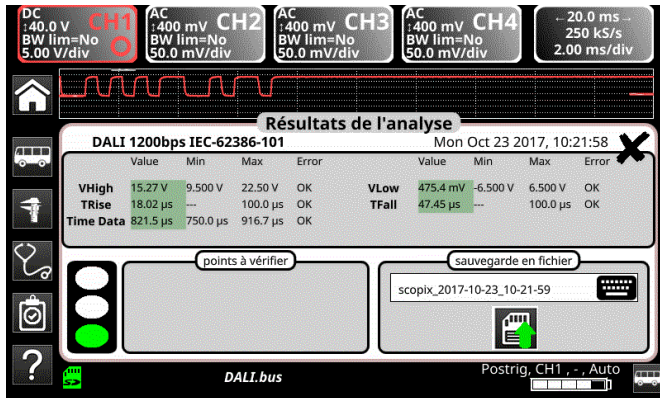 DC
↕40.0 V CH1
BW lim=No
5.00 V/div
AC
↕400 mV CH2
BW lim=No
50.0 mV/div
AC
↕400 mV CH3
BW lim=No
50.0 mV/div
AC
↕400 mV CH4
BW lim=No
50.0 mV/div
←20.0 ms→
250 kS/s
2.00 ms/div
Résultats de l'analyse
DALI 1200bps IEC-62386-101 Mon Oct 23 2017, 10:21:58
Value Min Max Error Value Min Max Error
VHigh 15.27 V 9.500 V 22.50 V OK VLow 475.4 mV -6.500 V 6.500 V OK
TRise 18.02 µs --- 100.0 µs OK TFall 47.45 µs --- 100.0 µs OK
Time Data 821.5 µs 750.0 µs 916.7 µs OK
points à vérifier
sauvegarde en fichier
scopix_2017-10-23_10-21-59
?
DALI.bus
Postrig, CH1 , - , Auto